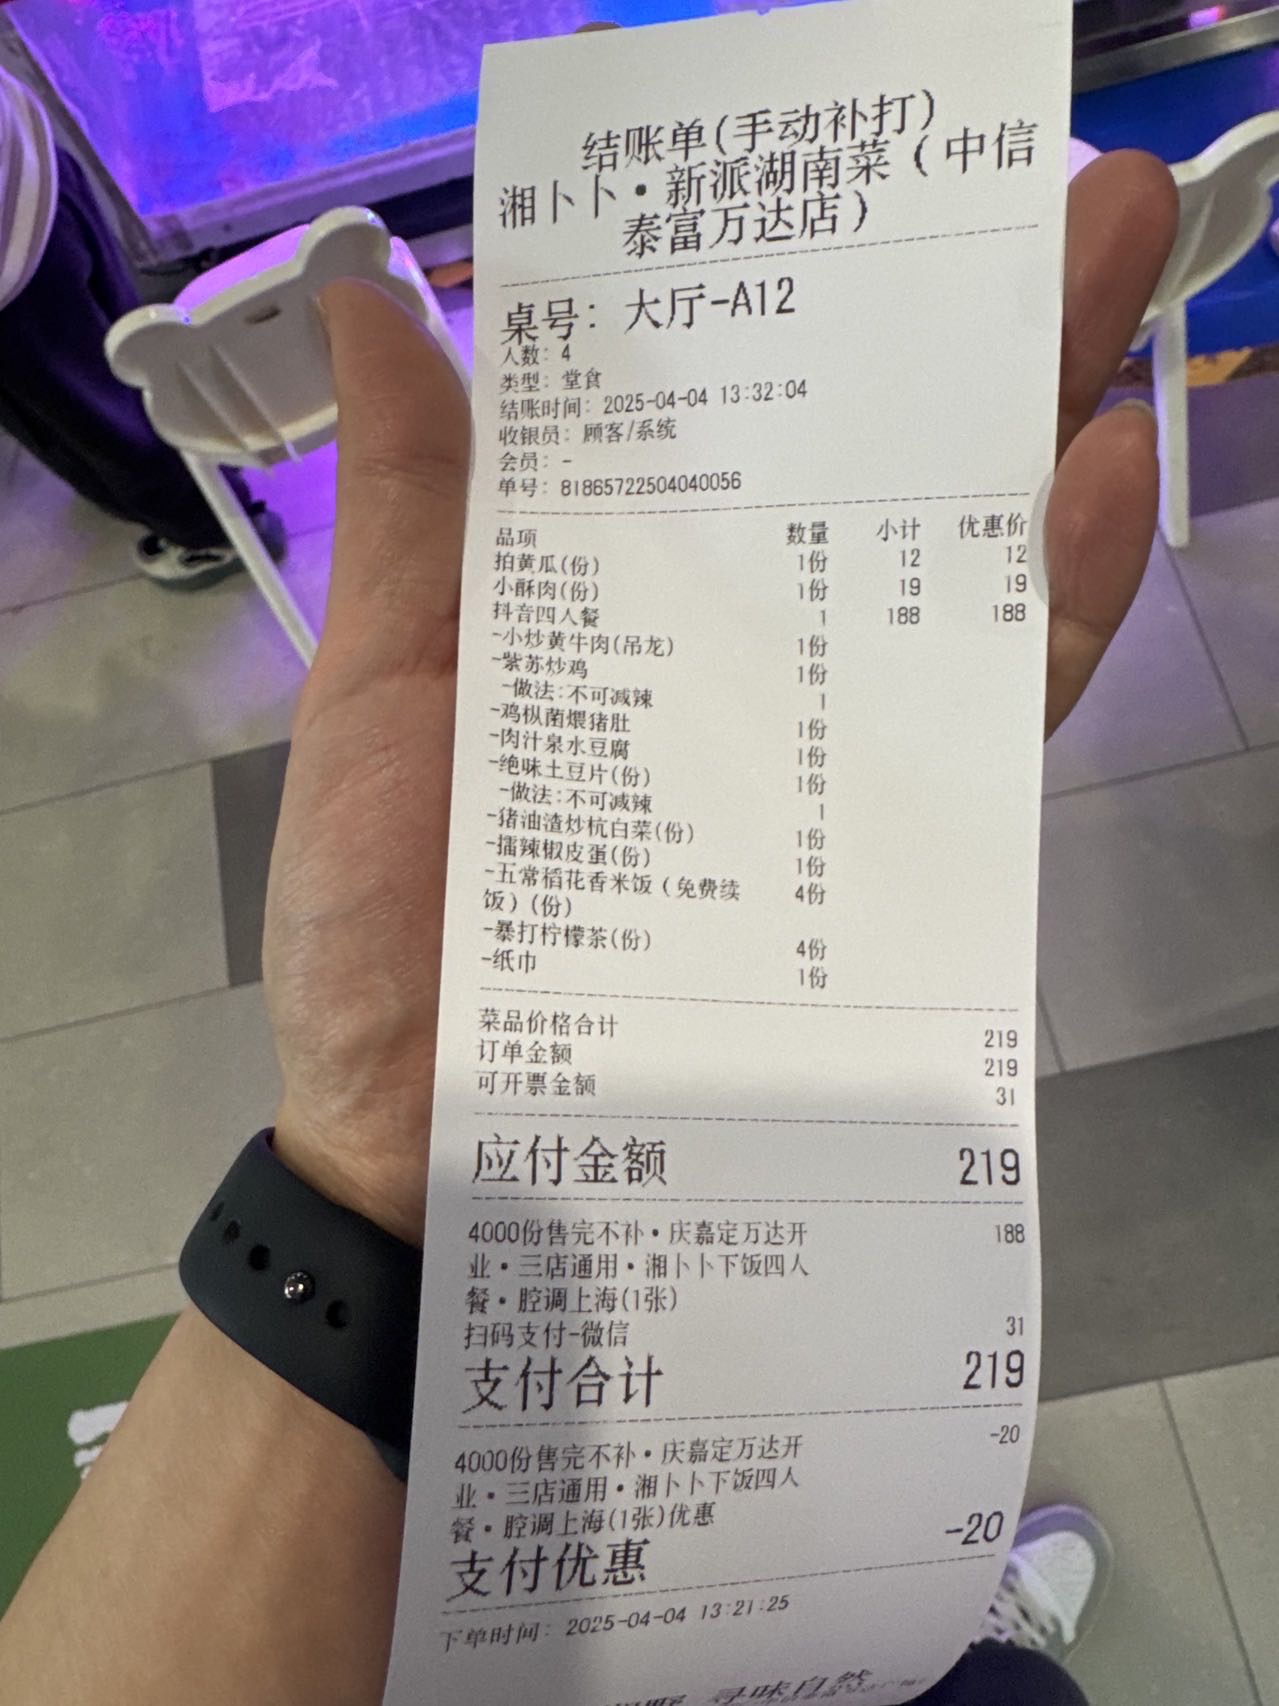 结账单(手动补打)
湘卜卜·新派湖南菜(中信
泰富万达店)
桌号: 大厅-A12
人数: 4
类型: 堂食
结账时间: 2025-04-04 13:32:04
收银员: 顾客/系统
会员: -
单号: 81865722504040056
品项 数量 小计 优惠价
拍黄瓜(份) 1份 12 12
小酥肉(份) 1份 19 19
抖音四人餐 1 188 188
-小炒黄牛肉(吊龙) 1份
-紫苏炒鸡 1份
-做法:不可减辣 1
-鸡枞菌煨猪肚 1份
-肉汁泉水豆腐 1份
-绝味土豆片(份) 1份
-做法:不可减辣 1
-猪油渣炒杭白菜(份) 1份
-擂辣椒皮蛋(份) 1份
-五常稻花香米饭(免费续 4份
饭)(份)
-暴打柠檬茶(份) 4份
-纸巾 1份
菜品价格合计 219
订单金额 219
可开票金额 31
应付金额 219
4000份售完不补·庆嘉定万达开 188
业·三店通用·湘卜卜下饭四人
餐·腔调上海(1张)
扫码支付-微信 31
支付合计 219
4000份售完不补·庆嘉定万达开 -20
业·三店通用·湘卜卜下饭四人
餐·腔调上海(1张)优惠
支付优惠 -20
下单时间: 2025-04-04 13:21:25
寻味自然